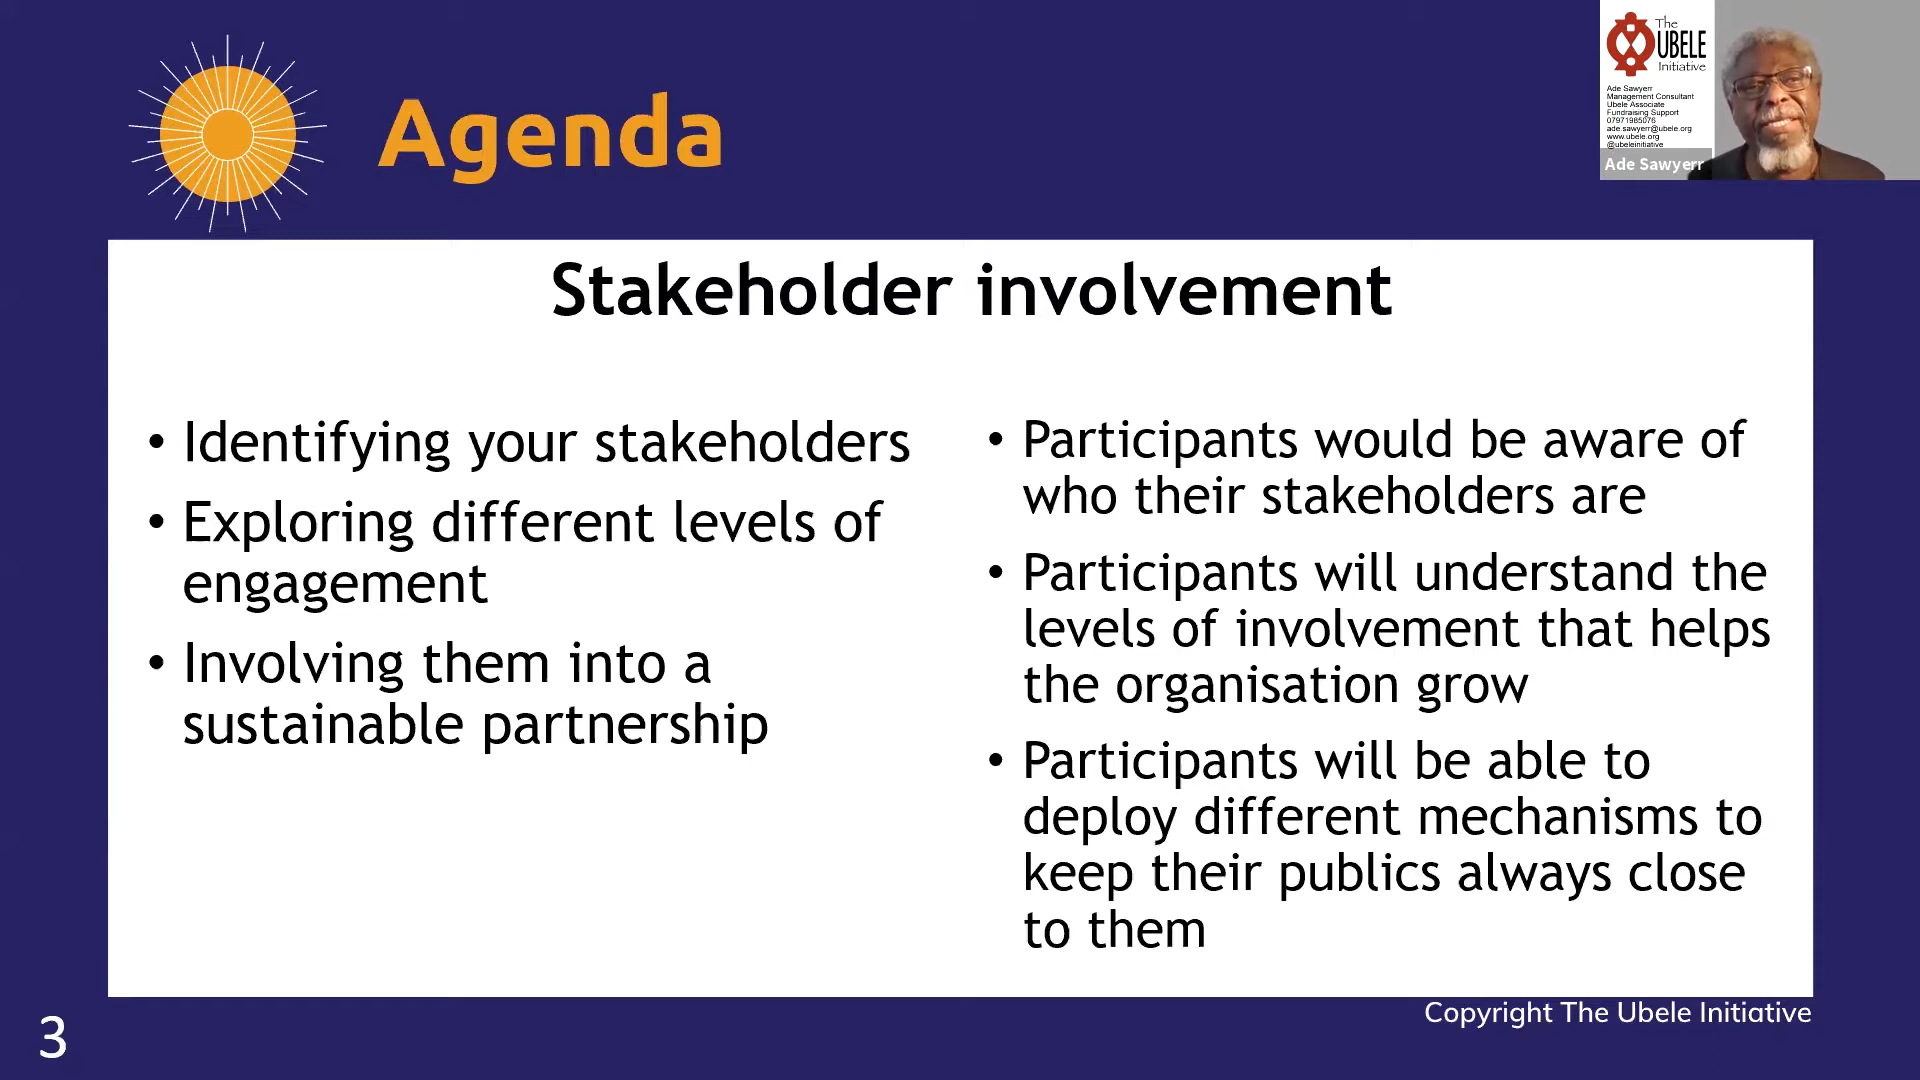 Agenda
The
UBELE
Initiative
Ade Sawyerr
Management Consultant
Ubele Associate
Fundraising Support
07971985076
ade.sawyerr@ubele.org
www.ubele.org
@ubeleinitiative
Ade Sawyerr
Stakeholder involvement
• Identifying your stakeholders
• Exploring different levels of
engagement
• Involving them into a
sustainable partnership
• Participants would be aware of
who their stakeholders are
• Participants will understand the
levels of involvement that helps
the organisation grow
• Participants will be able to
deploy different mechanisms to
keep their publics always close
to them
Copyright The Ubele Initiative
3